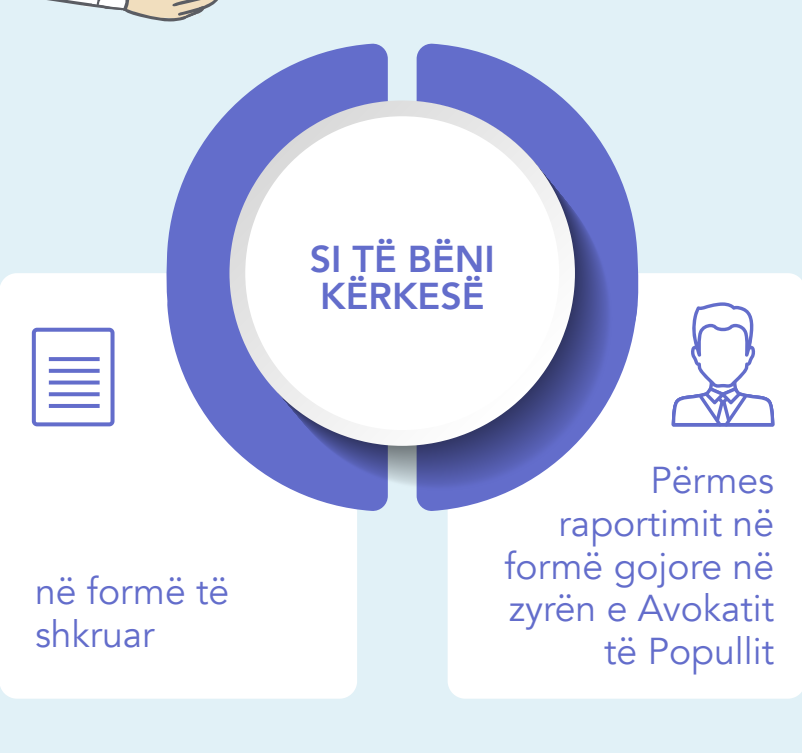 SI TË BËNI
KËRKESË
në formë të
shkruar
Përmes
raportimit në
formë gojore në
zyrën e Avokatit
të Popullit